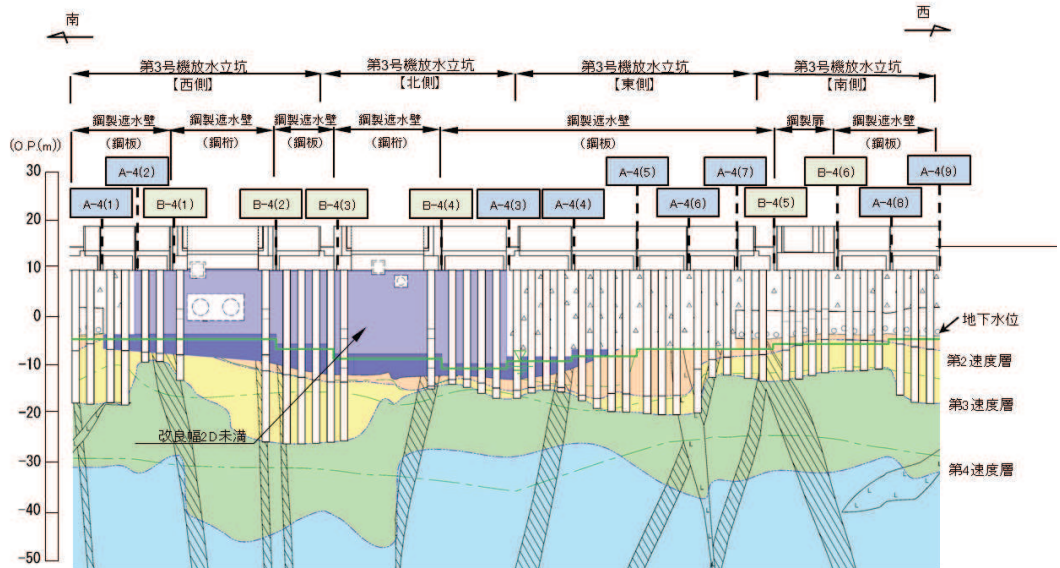 南
西
第3号機放水立坑
【西側】
第3号機放水立坑
【北側】
第3号機放水立坑
【東側】
第3号機放水立坑
【南側】
鋼製遮水壁
(鋼板)
鋼製遮水壁
(鋼桁)
鋼製遮水壁
(鋼板)
鋼製遮水壁
(鋼桁)
鋼製遮水壁
(鋼板)
鋼製扉
鋼製遮水壁
(鋼板)
(O.P.(m))
A-4(2)
A-4(5)
A-4(7)
B-4(6)
A-4(9)
A-4(1)
B-4(1)
B-4(2)
B-4(3)
B-4(4)
A-4(3)
A-4(4)
A-4(6)
B-4(5)
A-4(8)
30
20
10
0
-10
-20
-30
-40
-50
地下水位
第2速度層
第3速度層
第4速度層
改良幅2D未満
L
L
L
L
L
L
L
L